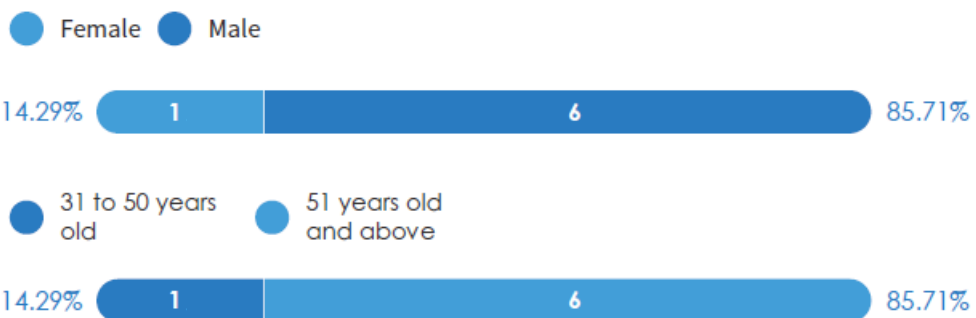 Female Male
14.29% 1 6 85.71%
31 to 50 years old 51 years old and above
14.29% 1 6 85.71%